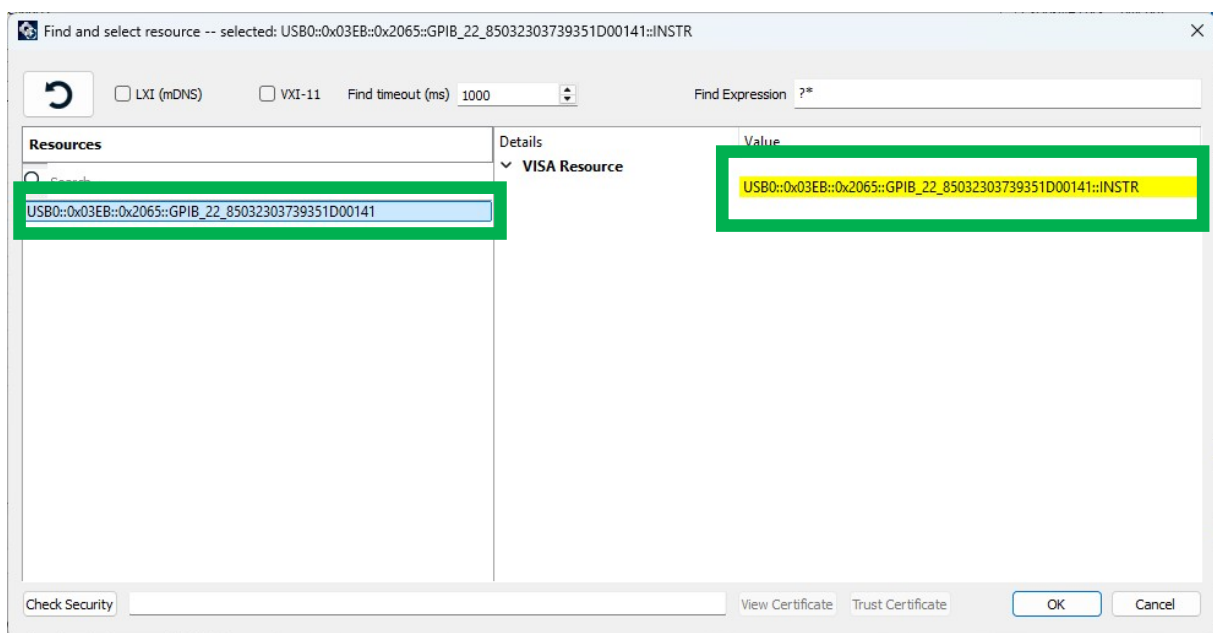 Find and select resource -- selected: USB0::0x03EB::0x2065::GPIB_22_85032303739351D00141::INSTR
LXI (mDNS) VXI-11 Find timeout (ms) 1000 Find Expression ?*
Resources Details Value
VISA Resource
Search
USB0::0x03EB::0x2065::GPIB_22_85032303739351D00141::INSTR
USB0::0x03EB::0x2065::GPIB_22_85032303739351D00141
Check Security View Certificate Trust Certificate OK Cancel